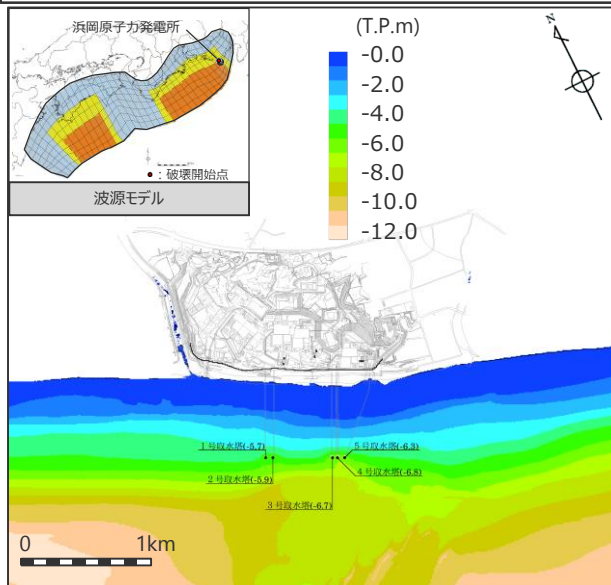 浜岡原子力発電所
：破壊開始点
波源モデル
(T.P.m)
-0.0
-2.0
-4.0
-6.0
-8.0
-10.0
-12.0
N
1号取水塔(-5.7)
5号取水塔(-6.3)
2号取水塔(-5.9)
4号取水塔(-6.8)
3号取水塔(-6.7)
0
1km